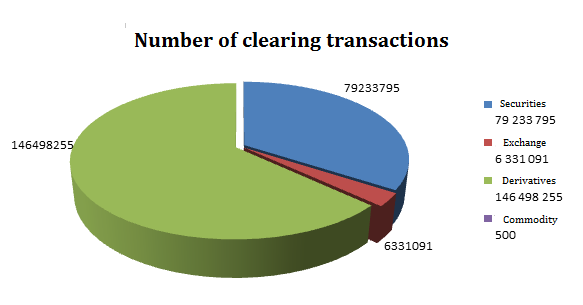 Number of clearing transactions
79233795
146498255
6331091
Securities
79 233 795
Exchange
6 331 091
Derivatives
146 498 255
Commodity
500